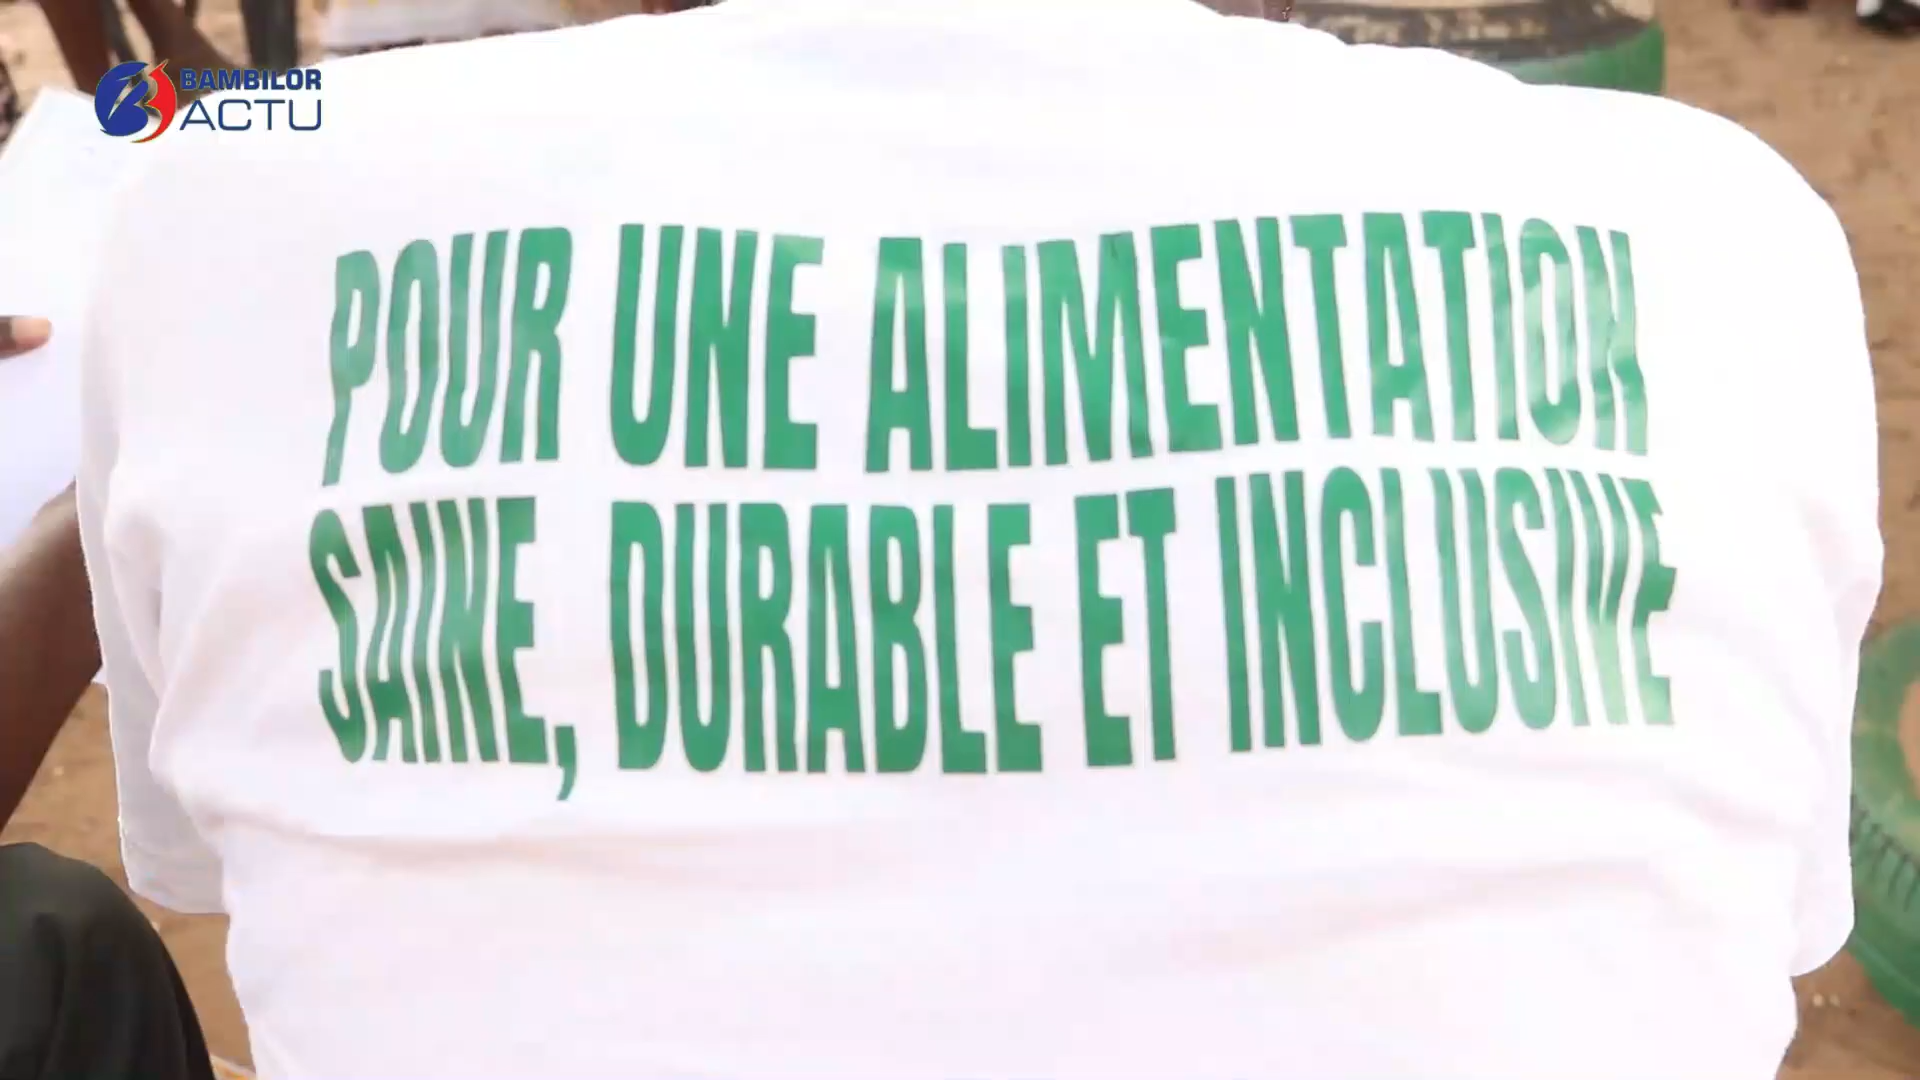 BAMBILOR
ACTU
POUR UNE ALIMENTATION
SAINE, DURABLE ET INCLUSIVE